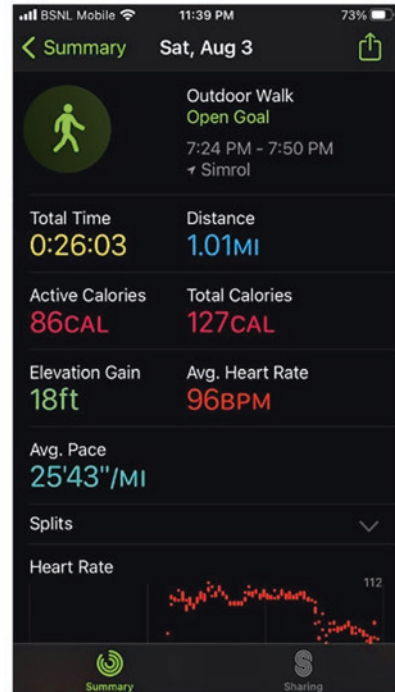 BSNL Mobile 11:39 PM 73%
Summary Sat, Aug 3
Outdoor Walk
Open Goal
7:24 PM - 7:50 PM
Simrol
Total Time Distance
0:26:03 1.01MI
Active Calories Total Calories
86CAL 127CAL
Elevation Gain Avg. Heart Rate
18ft 96BPM
Avg. Pace
25'43"/MI
Splits
Heart Rate
112
Summary Sharing